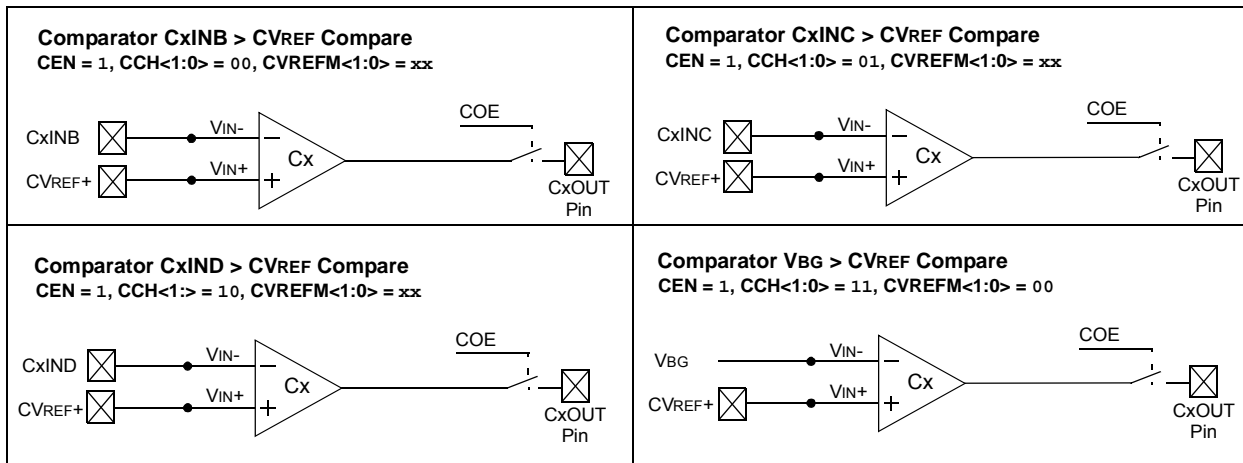 Comparator CxINB > CVREF Compare
CEN = 1, CCH<1:0> = 00, CVREFM<1:0> = xx
COE
CxINB
VIN-
−
Cx
CVREF+
VIN+
+
CxOUT
Pin
Comparator CxINC > CVREF Compare
CEN = 1, CCH<1:0> = 01, CVREFM<1:0> = xx
COE
CxINC
VIN-
−
Cx
CVREF+
VIN+
+
CxOUT
Pin
Comparator CxIND > CVREF Compare
CEN = 1, CCH<1:> = 10, CVREFM<1:0> = xx
COE
CxIND
VIN-
−
Cx
CVREF+
VIN+
+
CxOUT
Pin
Comparator VBG > CVREF Compare
CEN = 1, CCH<1:0> = 11, CVREFM<1:0> = 00
COE
VBG
VIN-
−
Cx
CVREF+
VIN+
+
CxOUT
Pin